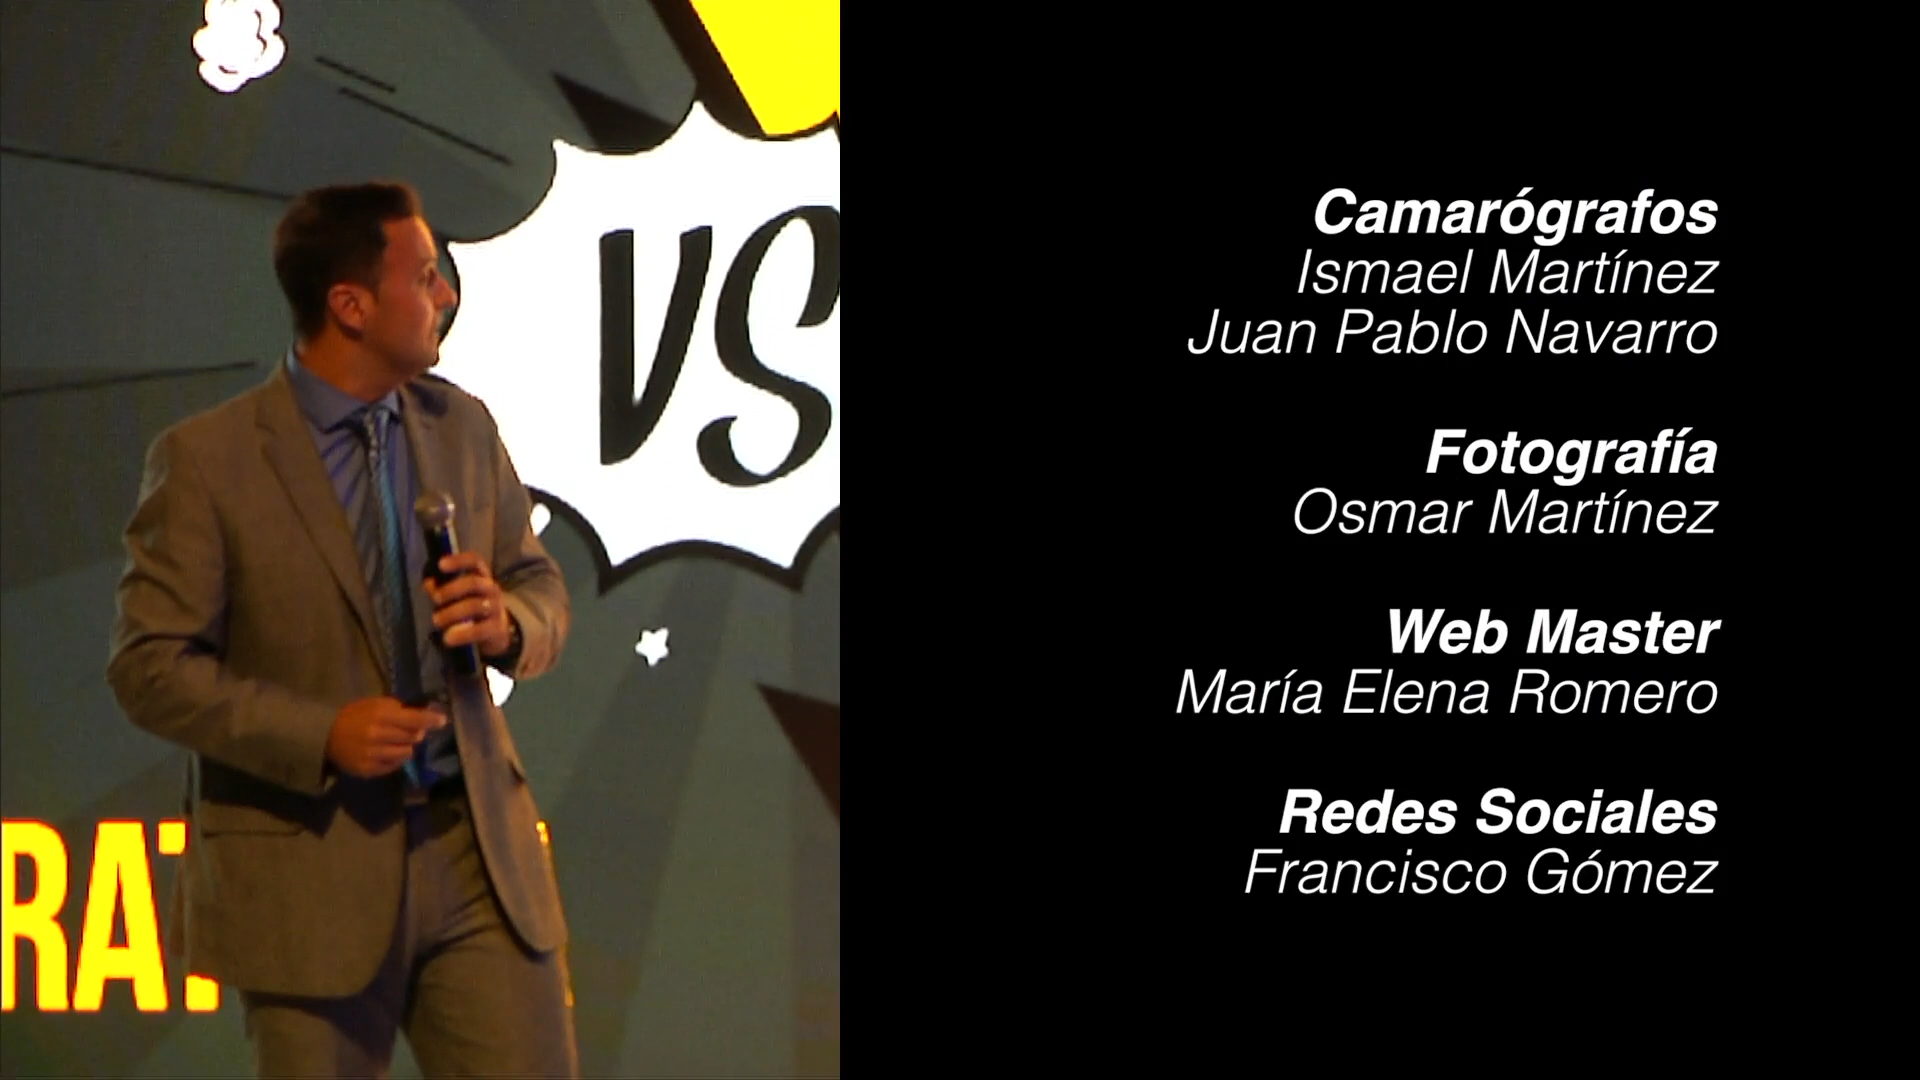 VS
RAT
Camarógrafos
Ismael Martínez
Juan Pablo Navarro
Fotografía
Osmar Martínez
Web Master
María Elena Romero
Redes Sociales
Francisco Gómez